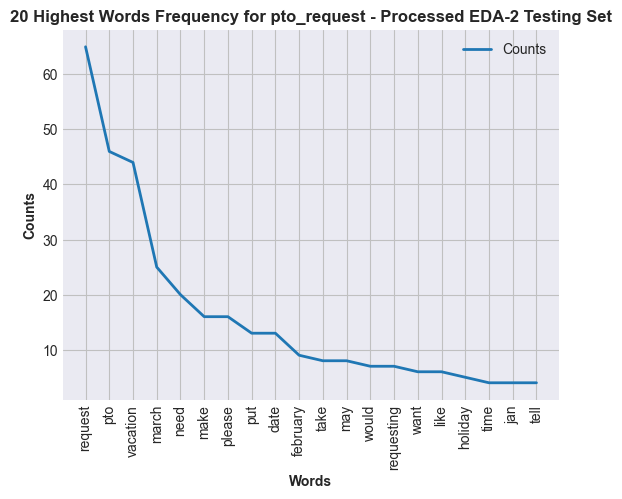 20 Highest Words Frequency for pto_request - Processed EDA-2 Testing Set
Counts
60
50
40
30
20
10
Counts
request
pto
vacation
march
need
make
please
put
date
february
take
may
would
requesting
want
like
holiday
time
jan
tell
Words